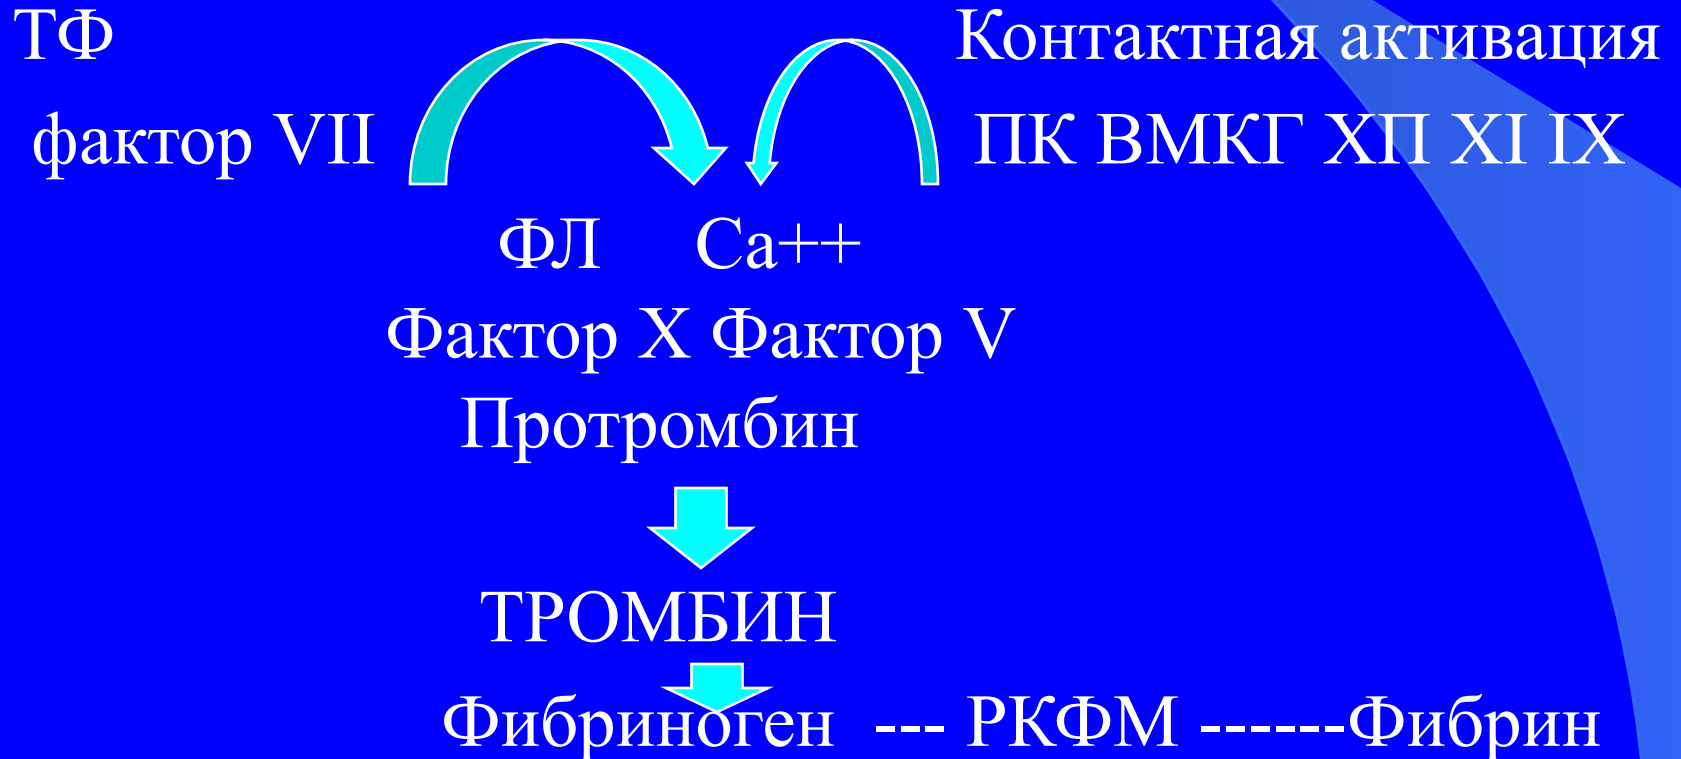 ТФ Контактная активация
фактор VII ПК ВМКГ ХП XI IX
ФЛ Са++
Фактор X Фактор V
Протромбин
ТРОМБИН
Фибриноген --- РКФМ ------Фибрин